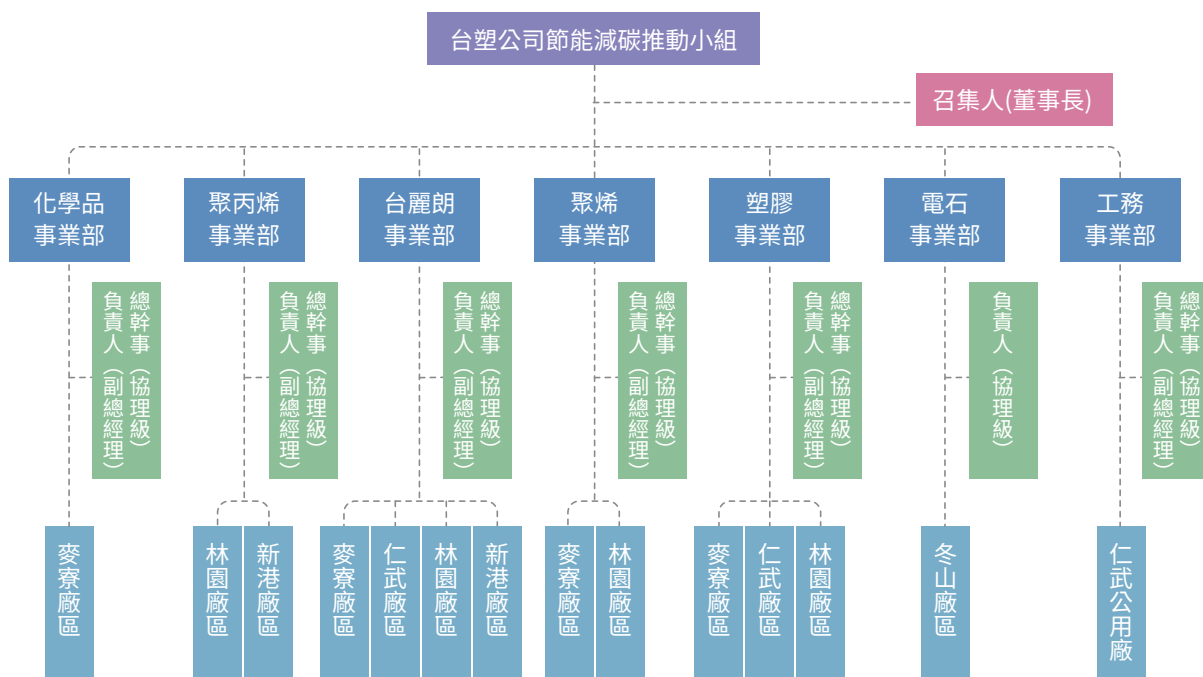 台塑公司節能減碳推動小組
召集人(董事長)
化學品
事業部
聚丙烯
事業部
台麗朗
事業部
聚烯
事業部
塑膠
事業部
電石
事業部
工務
事業部
總幹事（協理級）
負責人（副總經理）
總幹事（協理級）
負責人（副總經理）
總幹事（協理級）
負責人（副總經理）
總幹事（協理級）
負責人（副總經理）
總幹事（協理級）
負責人（副總經理）
負責人（協理級）
總幹事（協理級）
負責人（副總經理）
麥寮廠區
林園廠區
新港廠區
麥寮廠區
仁武廠區
林園廠區
新港廠區
麥寮廠區
林園廠區
麥寮廠區
仁武廠區
林園廠區
冬山廠區
仁武公用廠